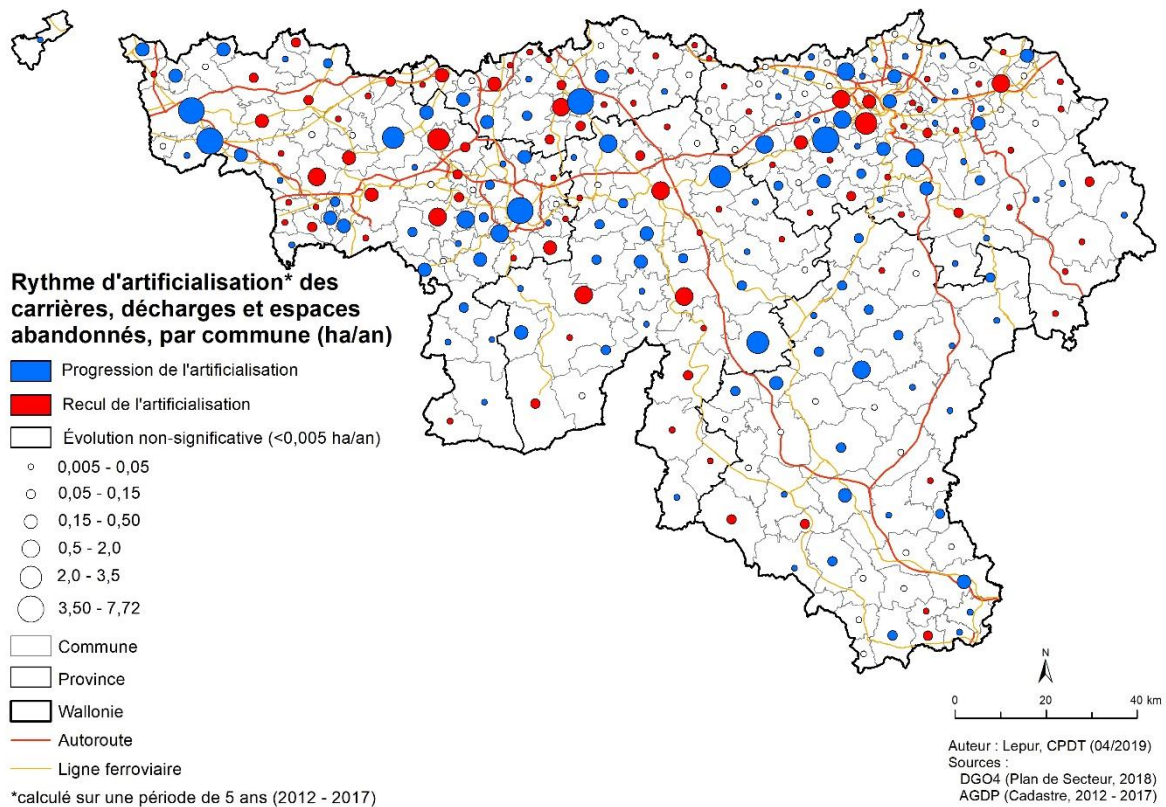 Rythme d'artificialisation* des
carrières, décharges et espaces
abandonnés, par commune (ha/an)
Progression de l'artificialisation
Recul de l'artificialisation
Évolution non-significative (<0,005 ha/an)
0,005 - 0,05
0,05 - 0,15
0,15 - 0,50
0,5 - 2,0
2,0 - 3,5
3,50 - 7,72
Commune
Province
Wallonie
Autoroute
Ligne ferroviaire
*calculé sur une période de 5 ans (2012 - 2017)
N
0 20 40 km
Auteur : Lepur, CPDT (04/2019)
Sources :
DGO4 (Plan de Secteur, 2018)
AGDP (Cadastre, 2012 - 2017)